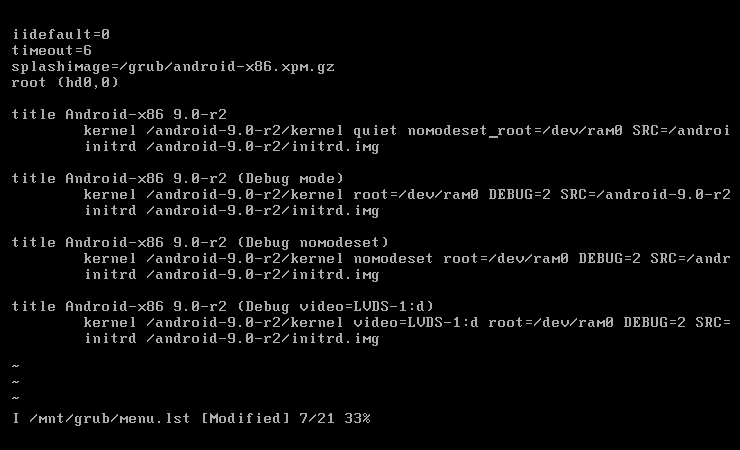 iidefault=0
timeout=6
splashimage=/grub/android-x86.xpm.gz
root (hd0,0)
title Android-x86 9.0-r2
kernel /android-9.0-r2/kernel quiet nomodeset_root=/dev/ram0 SRC=/androi
initrd /android-9.0-r2/initrd.img
title Android-x86 9.0-r2 (Debug mode)
kernel /android-9.0-r2/kernel root=/dev/ram0 DEBUG=2 SRC=/android-9.0-r2
initrd /android-9.0-r2/initrd.img
title Android-x86 9.0-r2 (Debug nomodeset)
kernel /android-9.0-r2/kernel nomodeset root=/dev/ram0 DEBUG=2 SRC=/andr
initrd /android-9.0-r2/initrd.img
title Android-x86 9.0-r2 (Debug video=LVDS-1:d)
kernel /android-9.0-r2/kernel video=LVDS-1:d root=/dev/ram0 DEBUG=2 SRC=
initrd /android-9.0-r2/initrd.img
~
~
~
I /mnt/grub/menu.lst [Modified] 7/21 33%